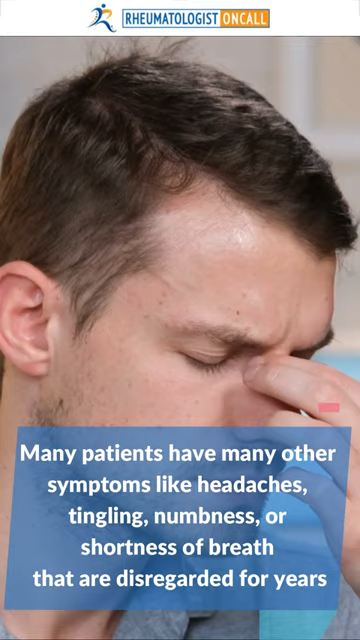 RHEUMATOLOGIST ONCALL
Many patients have many other
symptoms like headaches,
tingling, numbness, or
shortness of breath
that are disregarded for years